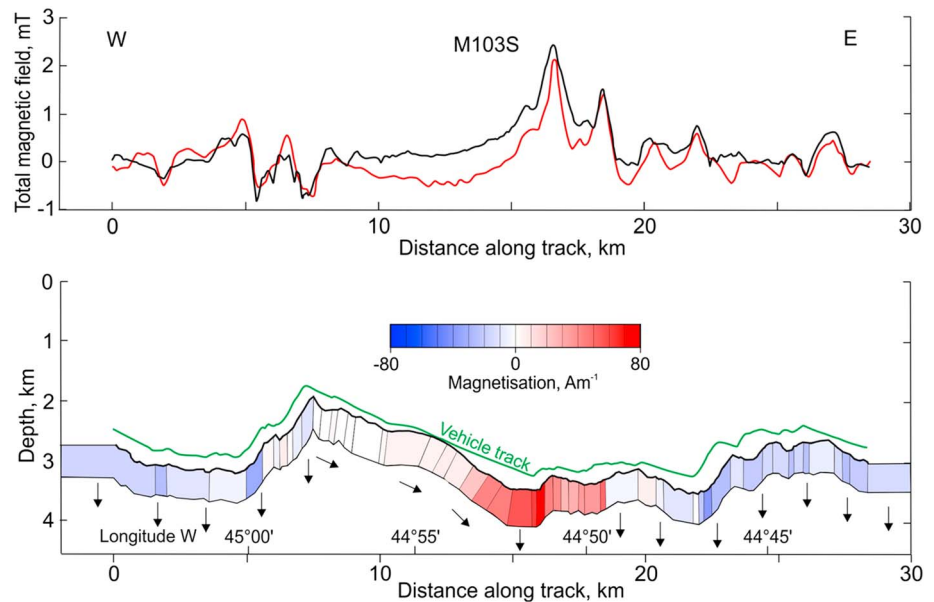 3
W
M103S
E
2
1
0
-1
Total magnetic field, mT
0
10
20
30
Distance along track, km
0
1
2
3
4
Depth, km
-80
0
80
Magnetisation, Am⁻¹
Vehicle track
Longitude W
45°00'
44°55'
44°50'
44°45'
0
10
20
30
Distance along track, km